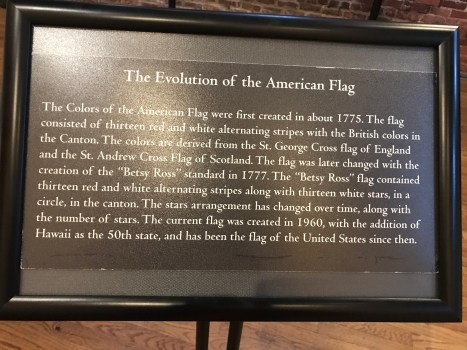 The Evolution of the American Flag
The Colors of the American Flag were first created in about 1775. The flag
consisted of thirteen red and white alternating stripes with the British colors in
the Canton. The colors are derived from the St. George Cross flag of England
and the St. Andrew Cross Flag of Scotland. The flag was later changed with the
creation of the “Betsy Ross” standard in 1777. The “Betsy Ross” flag contained
thirteen red and white alternating stripes along with thirteen white stars, in a
circle, in the canton. The stars arrangement has changed over time, along with
the number of stars. The current flag was created in 1960, with the addition of
Hawaii as the 50th state, and has been the flag of the United States since then.